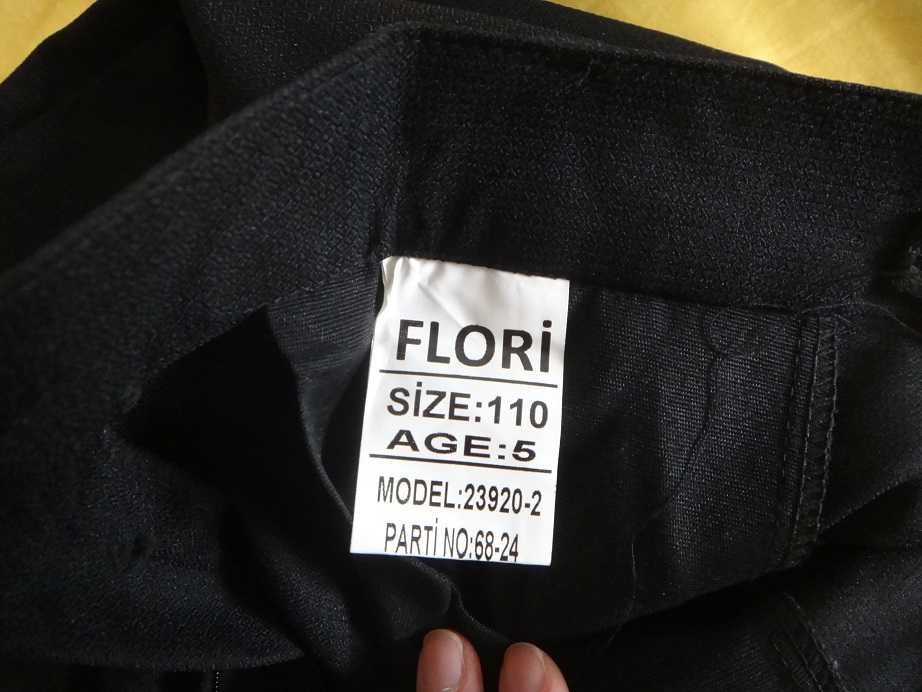 FLORİ
SİZE:110
AGE:5
MODEL:23920-2
PARTİ NO:68-24